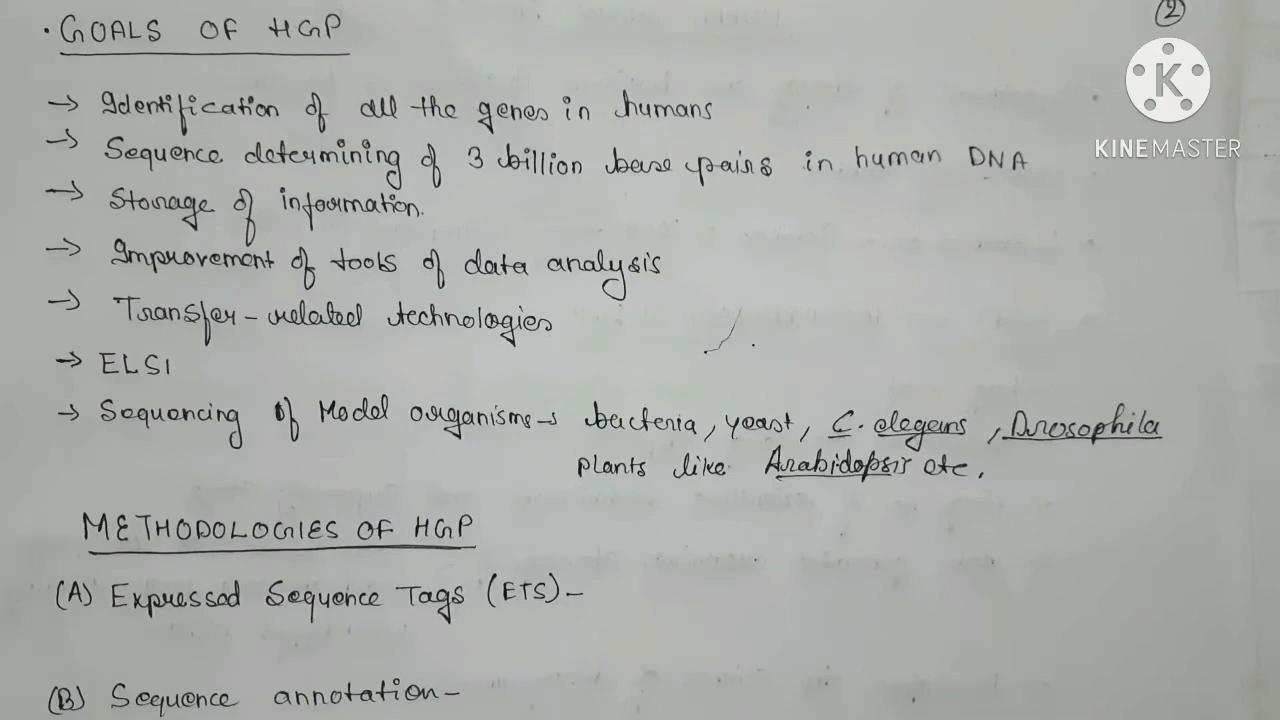 (2)
· GOALS OF HGP
K
KINEMASTER
→ Identification of all the genes in humans
→ Sequence determining of 3 billion base pairs in human DNA
→ Storage of information.
→ Improvement of tools of data analysis
→ Transfer-related technologies
→ ELSI
→ Sequencing of Model organisms → bacteria, yeast, C. elegans, Drosophila
plants like Arabidopsis etc.
METHODOLOGIES OF HGP
(A) Expressed Sequence Tags (ETS) -
(B) Sequence annotation -